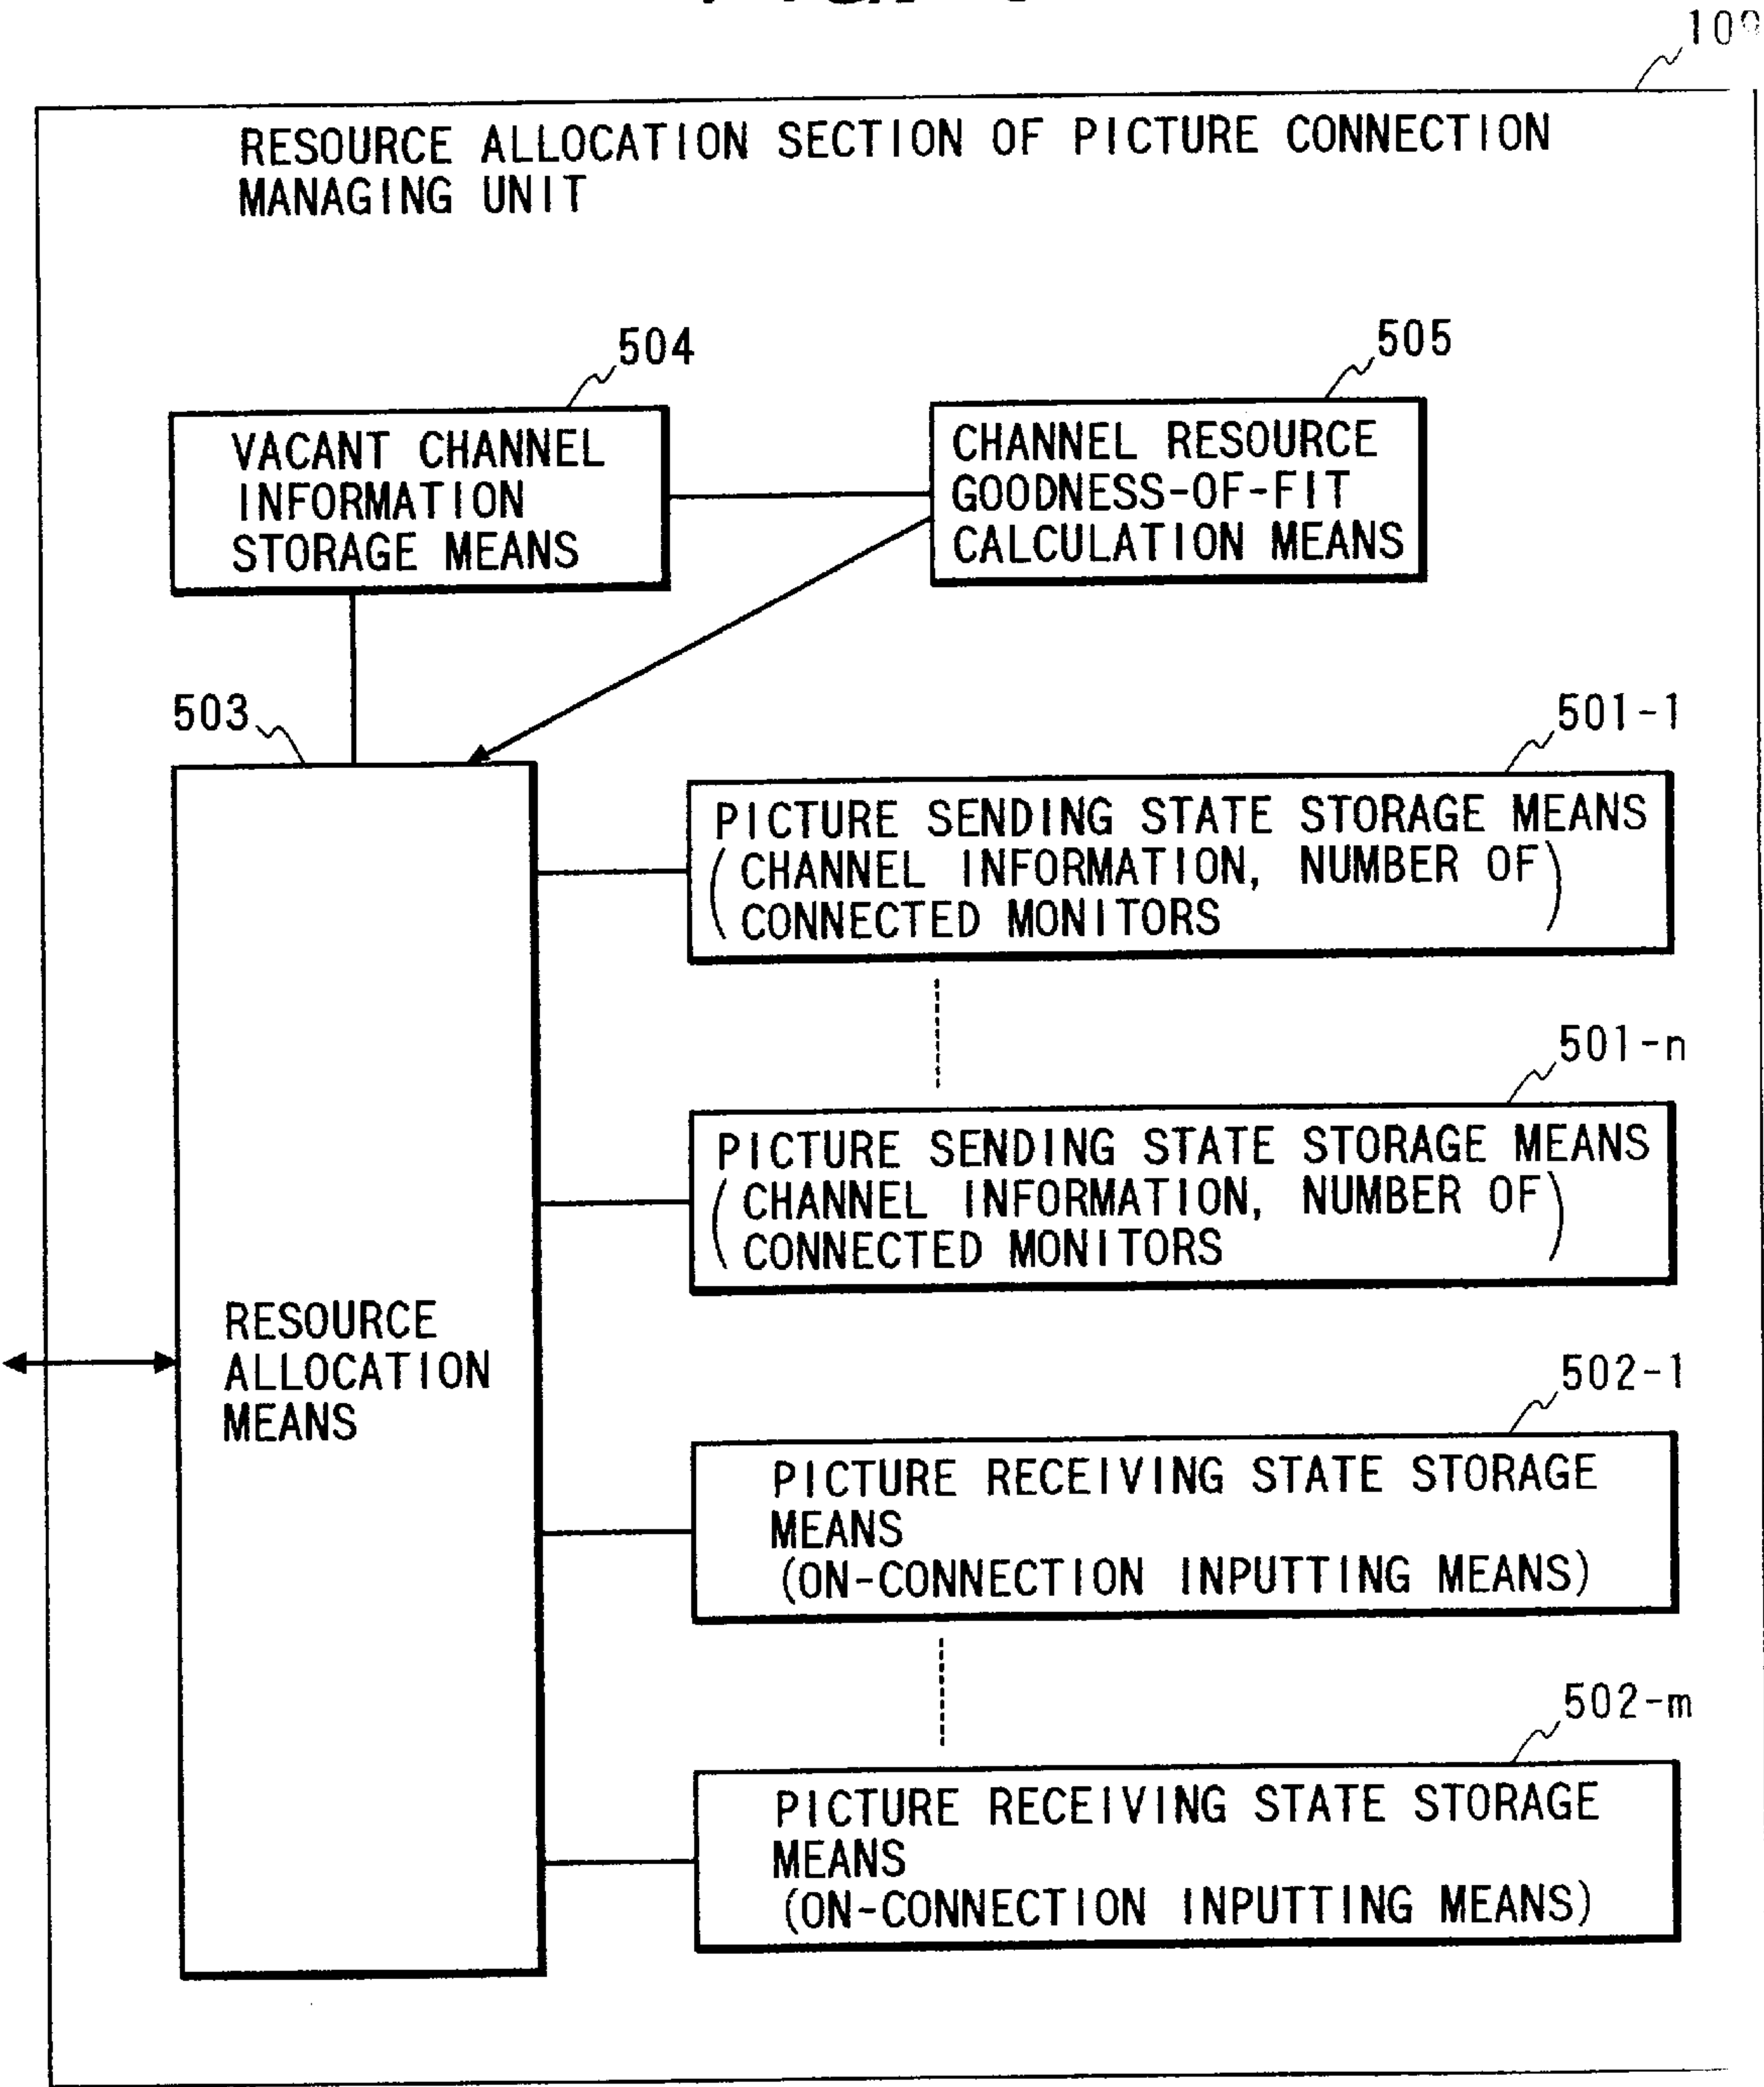 RESOURCE ALLOCATION SECTION OF PICTURE CONNECTION
MANAGING UNIT
504
505
VACANT CHANNEL
INFORMATION
STORAGE MEANS
CHANNEL RESOURCE
GOODNESS-OF-FIT
CALCULATION MEANS
503
501-1
PICTURE SENDING STATE STORAGE MEANS
(CHANNEL INFORMATION, NUMBER OF
CONNECTED MONITORS)
501-n
PICTURE SENDING STATE STORAGE MEANS
(CHANNEL INFORMATION, NUMBER OF
CONNECTED MONITORS)
RESOURCE
ALLOCATION
MEANS
502-1
PICTURE RECEIVING STATE STORAGE
MEANS
(ON-CONNECTION INPUTTING MEANS)
502-m
PICTURE RECEIVING STATE STORAGE
MEANS
(ON-CONNECTION INPUTTING MEANS)